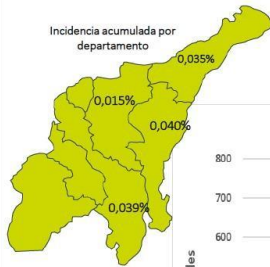 Incidencia acumulada por
departamento
0,035%
0,015%
0,040%
0,039%
800
700
600
les